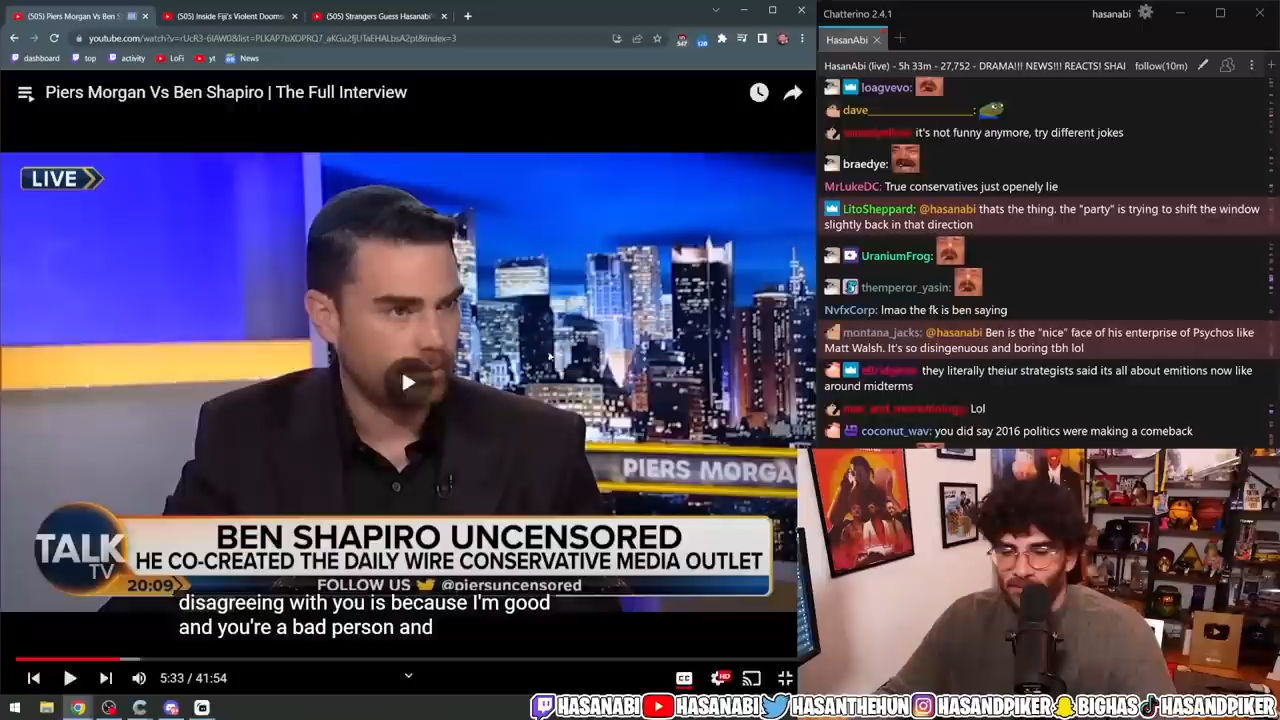 (505) Piers Morgan Vs Ben S
(505) Inside Fiji's Violent Dooms
(505) Strangers Guess Hasanabi
youtube.com/watch?v=rUcR3-6IAW0&list=PLKAP7bXOPRQ7_aKGu2fjUTaEHALbsA2pt&index=3
dashboard
top
activity
LoFi
yt
News
Piers Morgan Vs Ben Shapiro | The Full Interview
LIVE
PIERS MORGA
TALK
TV
BEN SHAPIRO UNCENSORED
HE CO-CREATED THE DAILY WIRE CONSERVATIVE MEDIA OUTLET
20:09
FOLLOW US @piersuncensored
disagreeing with you is because I'm good
and you're a bad person and
5:33 / 41:54
CC
HD
Chatterino 2.4.1
hasanabi
HasanAbi
HasanAbi (live) - 5h 33m - 27,752 - DRAMA!!! NEWS!!! REACTS! SHAI
follow(10m)
loagvevo:
dave____________________:
it's not funny anymore, try different jokes
braedye:
MrLukeDC: True conservatives just openely lie
LitoSheppard: @hasanabi thats the thing. the "party" is trying to shift the window
slightly back in that direction
UraniumFrog:
themperor_yasin:
NvfxCorp: lmao the fk is ben saying
montana_jacks: @hasanabi Ben is the "nice" face of his enterprise of Psychos like
Matt Walsh. It's so disingenuous and boring tbh lol
they literally theiur strategists said its all about emitions now like
around midterms
Lol
coconut_wav: you did say 2016 politics were making a comeback
HASANABI
HASANABI
HASANTHEHUN
HASANDPIKER
BIGHAS
HASANDPIKER